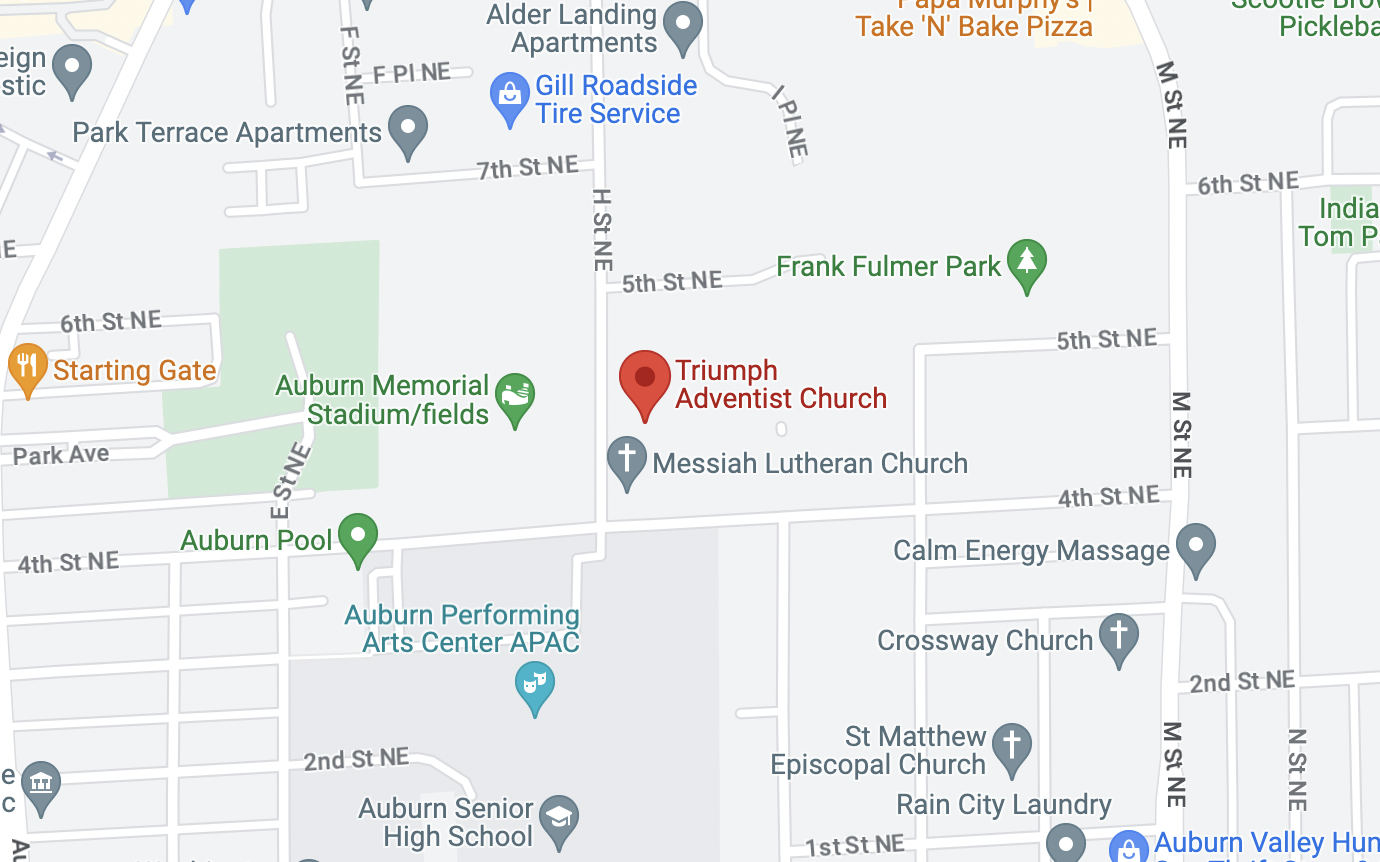 Papa Murphy's |
Take 'N' Bake Pizza
Alder Landing
Apartments
F St NE
F Pl NE
Gill Roadside
Tire Service
I Pl NE
M St NE
Park Terrace Apartments
7th St NE
6th St NE
H St NE
5th St NE
Frank Fulmer Park
6th St NE
5th St NE
Starting Gate
Triumph
Adventist Church
Auburn Memorial
Stadium/fields
M St NE
Park Ave
Messiah Lutheran Church
E St NE
4th St NE
Auburn Pool
4th St NE
Calm Energy Massage
Auburn Performing
Arts Center APAC
Crossway Church
2nd St NE
St Matthew
Episcopal Church
M St NE
N St NE
2nd St NE
Rain City Laundry
Auburn Senior
High School
1st St NE
Auburn Valley Hum